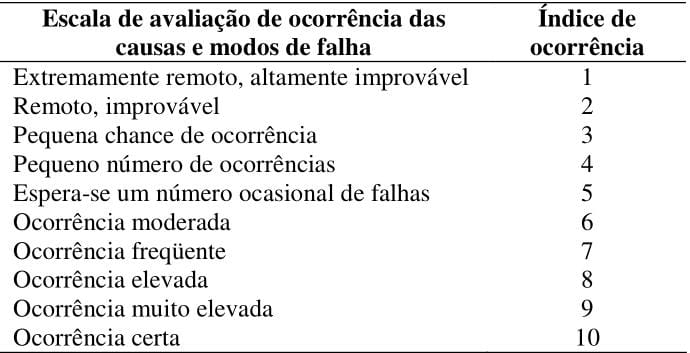 Escala de avaliação de ocorrência das Índice de
causas e modos de falha ocorrência
Extremamente remoto, altamente improvável 1
Remoto, improvável 2
Pequena chance de ocorrência 3
Pequeno número de ocorrências 4
Espera-se um número ocasional de falhas 5
Ocorrência moderada 6
Ocorrência freqüente 7
Ocorrência elevada 8
Ocorrência muito elevada 9
Ocorrência certa 10